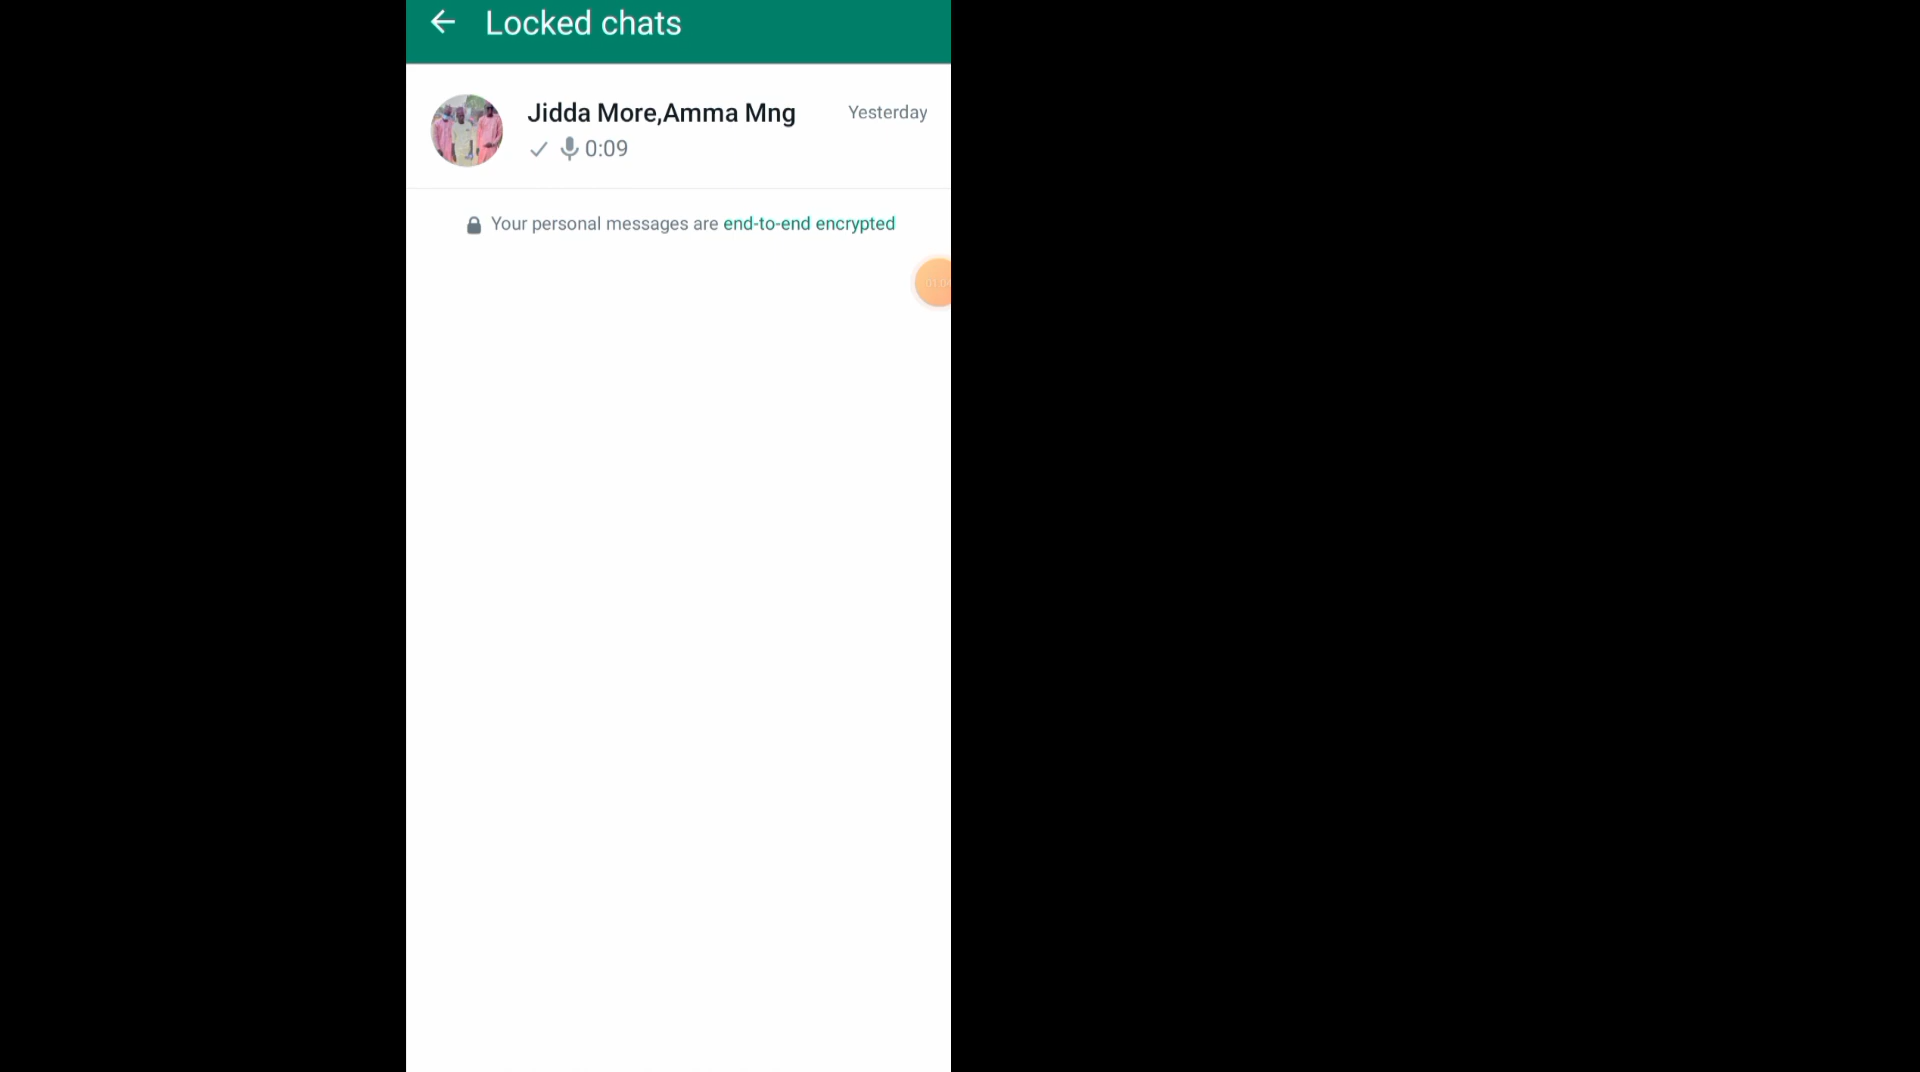 Locked chats
Jidda More,Amma Mng
Yesterday
0:09
Your personal messages are end-to-end encrypted